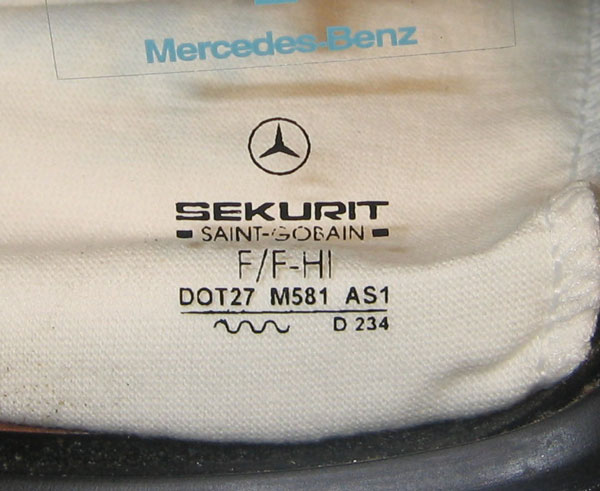 Mercedes-Benz
SEKURIT
SAINT-GOBAIN
F/F-HI
DOT27 M581 AS1
D 234